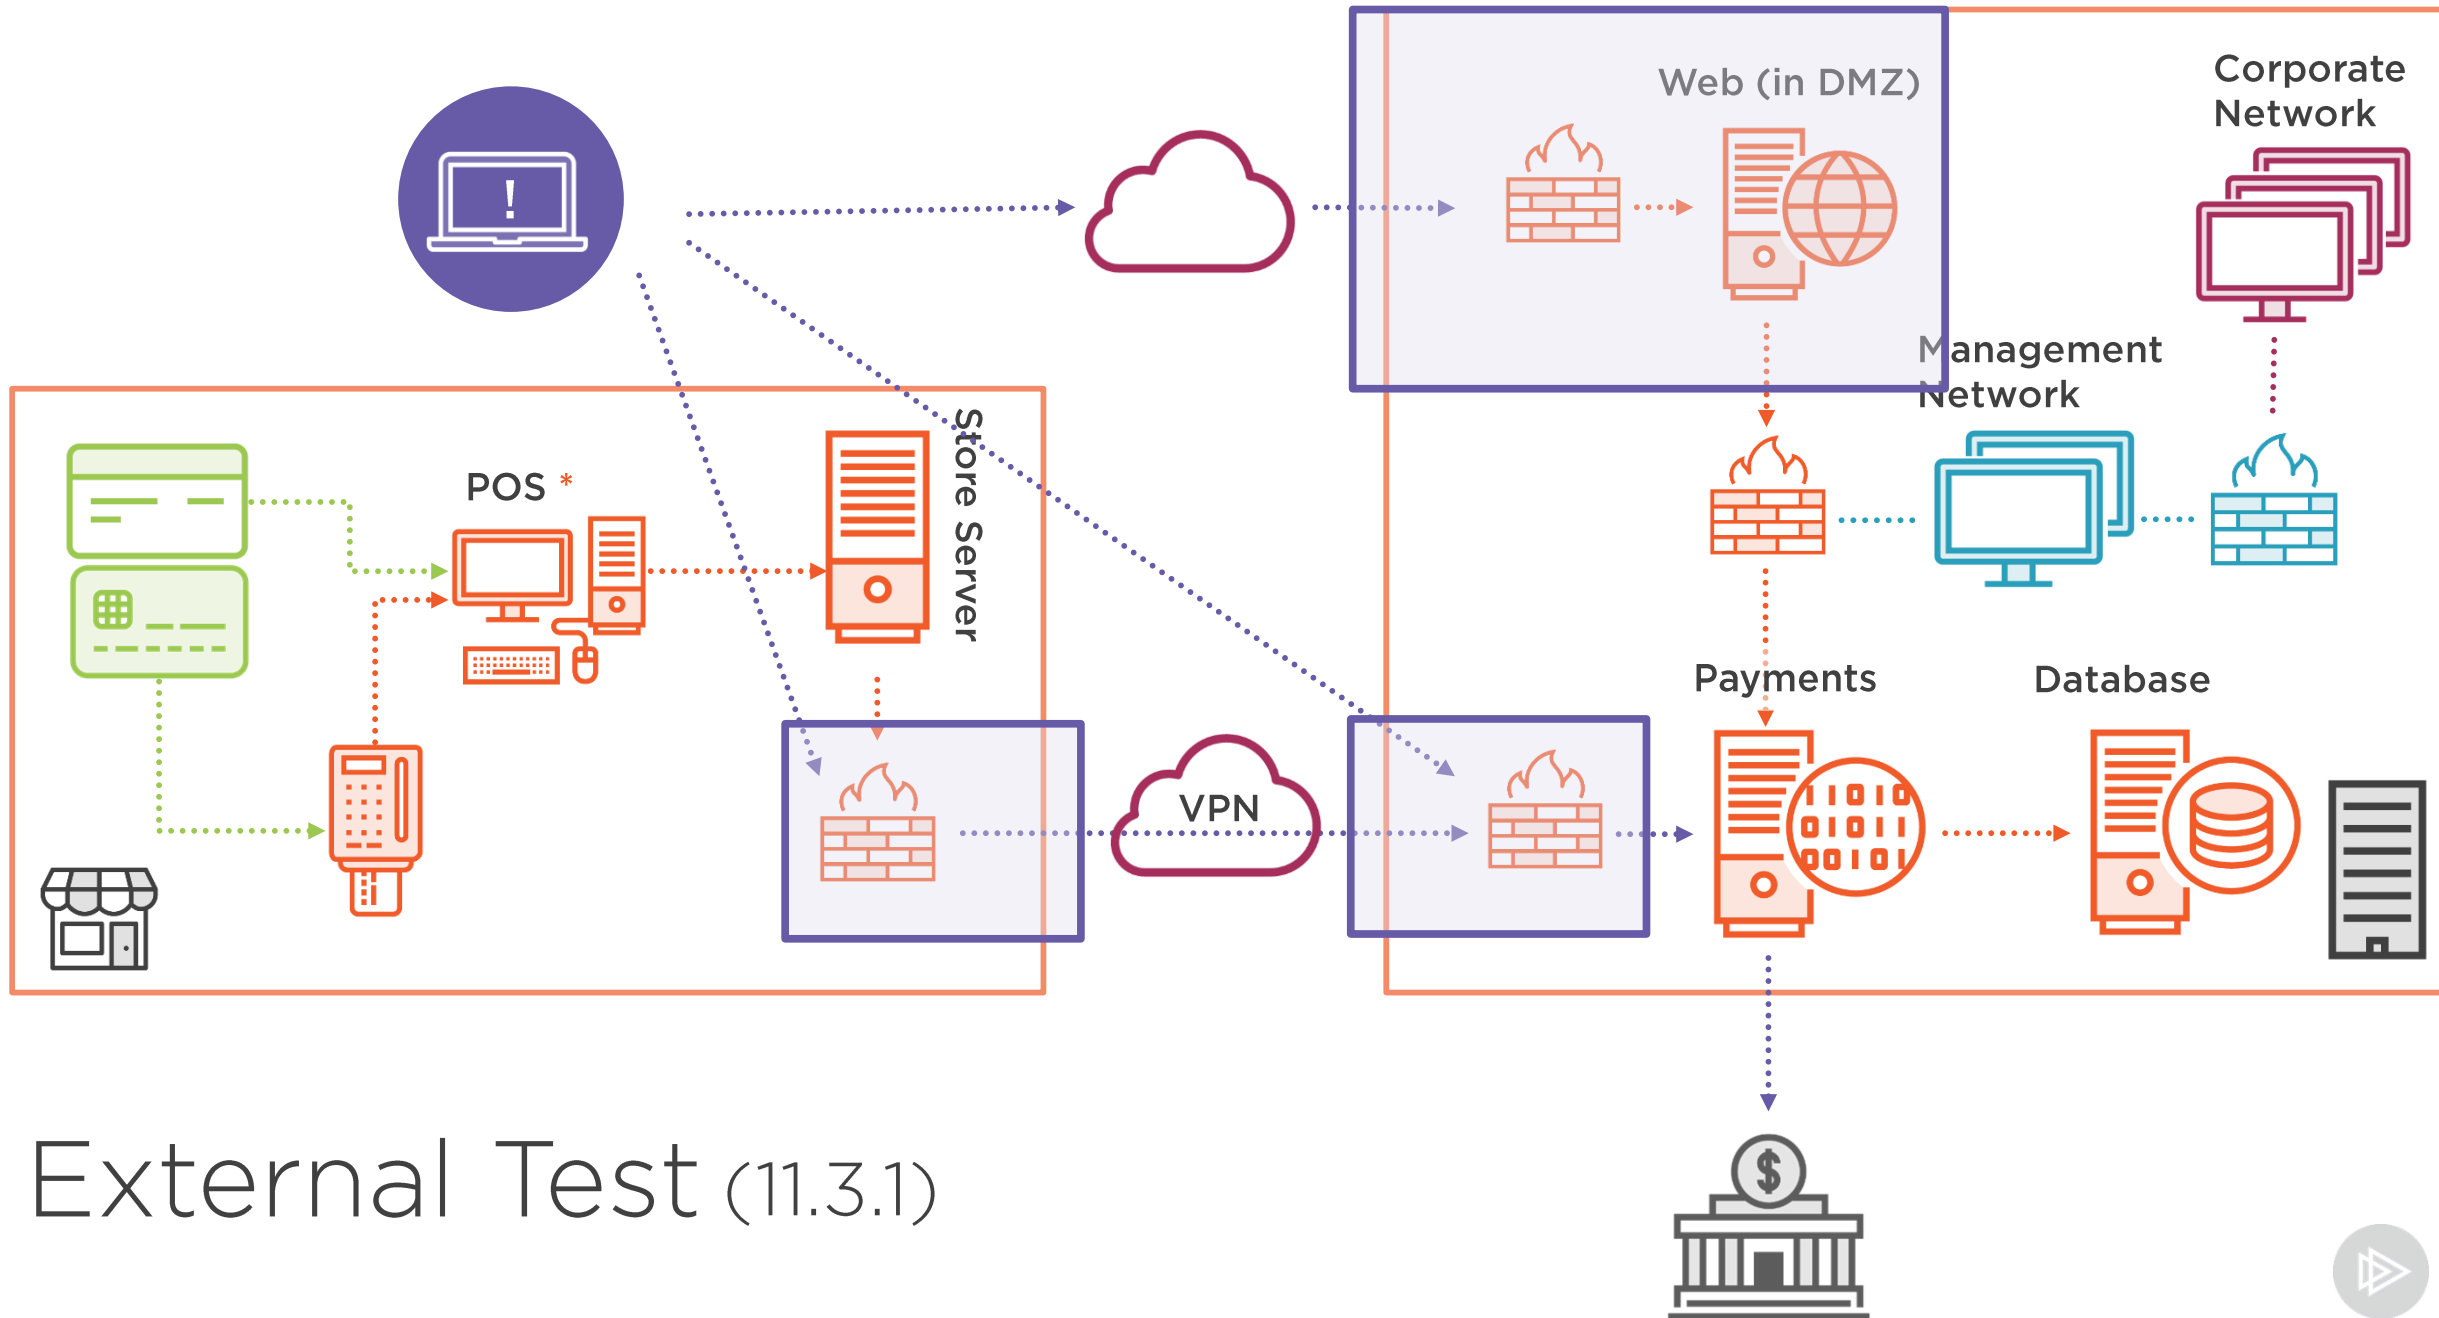 Web (in DMZ)
Corporate
Network
!
Management
Network
POS *
Store Server
Payments
Database
VPN
External Test (11.3.1)
$